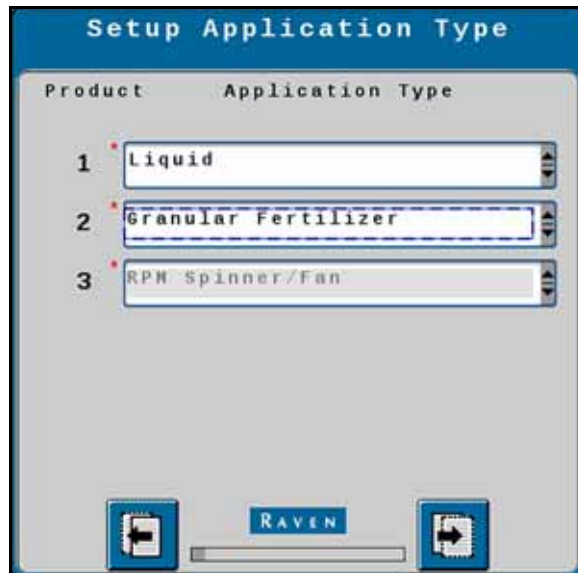 Setup Application Type
Product Application Type
1 * Liquid
2 * Granular Fertilizer
3 * RPM Spinner/Fan
RAVEN